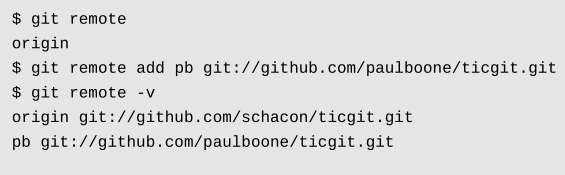 $ git remote
origin
$ git remote add pb git://github.com/paulboone/ticgit.git
$ git remote -v
origin git://github.com/schacon/ticgit.git
pb git://github.com/paulboone/ticgit.git